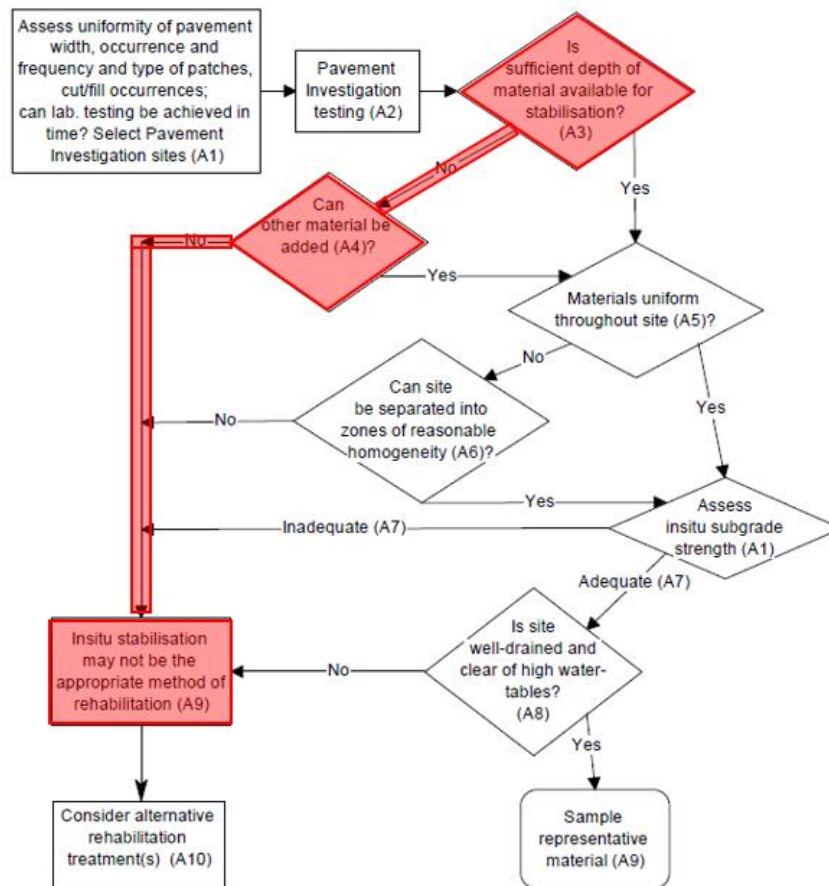 Assess uniformity of pavement
width, occurrence and
frequency and type of patches,
cut/fill occurrences;
can lab. testing be achieved in
time? Select Pavement
Investigation sites (A1)
Pavement
Investigation
testing (A2)
Is
sufficient depth of
material available for
stabilisation?
(A3)
No
Yes
Can
other material be
added (A4)?
No
Yes
Materials uniform
throughout site (A5)?
No
Yes
Can site
be separated into
zones of reasonable
homogeneity (A6)?
No
Yes
Assess
insitu subgrade
strength (A1)
Inadequate (A7)
Adequate (A7)
Is site
well-drained and
clear of high water-
tables?
(A8)
No
Yes
Insitu stabilisation
may not be the
appropriate method of
rehabilitation (A9)
Consider alternative
rehabilitation
treatment(s) (A10)
Sample
representative
material (A9)